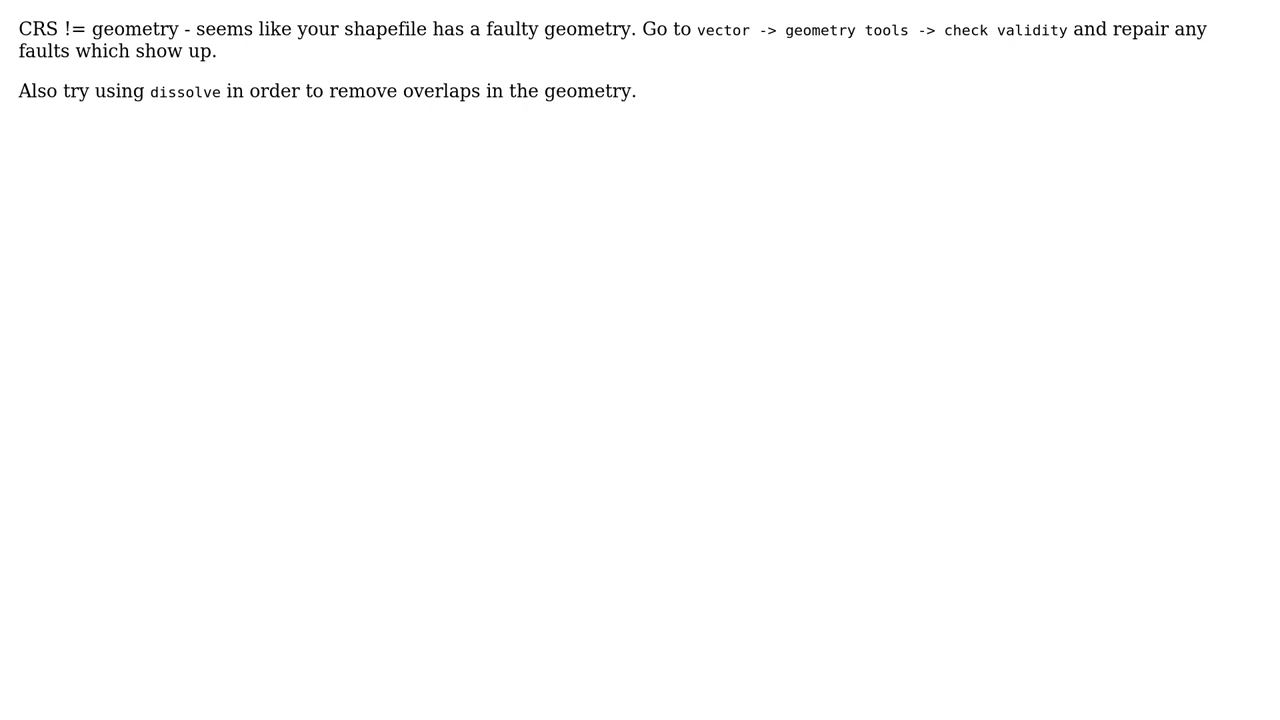 CRS != geometry - seems like your shapefile has a faulty geometry. Go to vector -> geometry tools -> check validity and repair any
faults which show up.
Also try using dissolve in order to remove overlaps in the geometry.